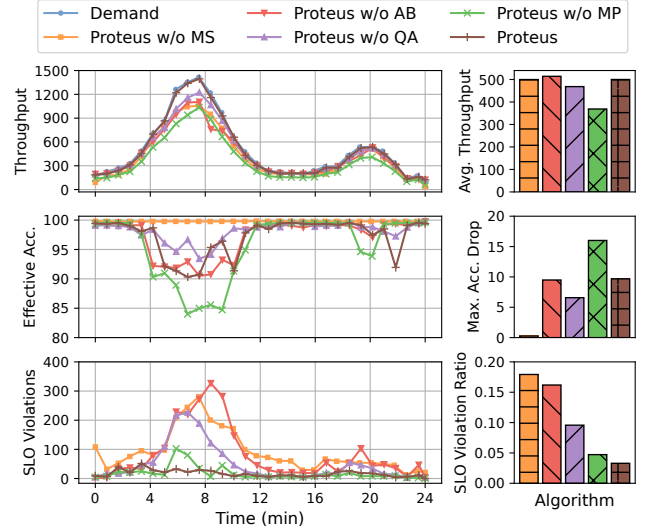 Demand
Proteus w/o AB
Proteus w/o MP
Proteus w/o MS
Proteus w/o QA
Proteus
Throughput
1500
1200
900
600
300
0
Avg. Throughput
500
400
300
200
100
0
Effective Acc.
100
95
90
85
80
Max. Acc. Drop
20
15
10
5
0
SLO Violations
400
300
200
100
0
0 4 8 12 16 20 24
Time (min)
SLO Violation Ratio
0.20
0.15
0.10
0.05
0.00
Algorithm